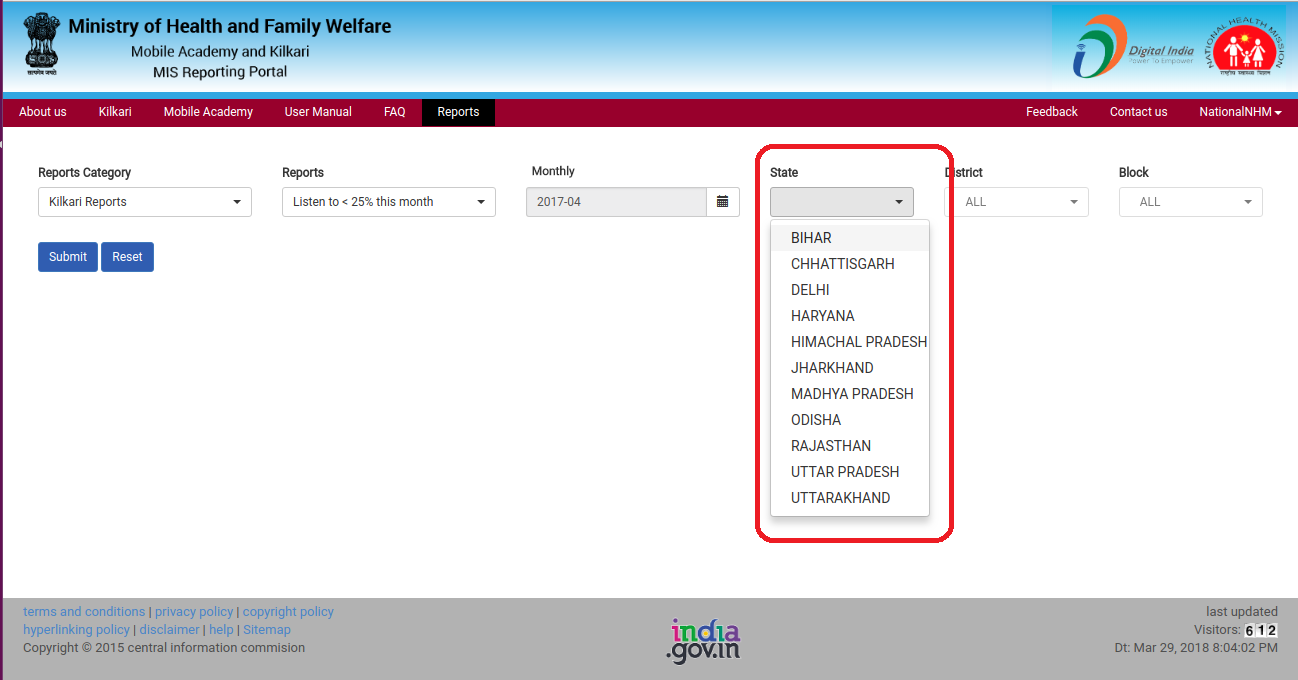 Ministry of Health and Family Welfare
Mobile Academy and Kilkari
MIS Reporting Portal
सत्यमेव जयते
Digital India
Power To Empower
NATIONAL HEALTH MISSION
राष्ट्रीय स्वास्थ्य मिशन
About us Kilkari Mobile Academy User Manual FAQ Reports Feedback Contact us NationalNHM
Reports Category Reports Monthly State District Block
Kilkari Reports Listen to < 25% this month 2017-04 ALL ALL
Submit Reset
BIHAR
CHHATTISGARH
DELHI
HARYANA
HIMACHAL PRADESH
JHARKHAND
MADHYA PRADESH
ODISHA
RAJASTHAN
UTTAR PRADESH
UTTARAKHAND
terms and conditions | privacy policy | copyright policy
hyperlinking policy | disclaimer | help | Sitemap
Copyright © 2015 central information commision
india
.gov.in
last updated
Visitors: 612
Dt: Mar 29, 2018 8:04:02 PM